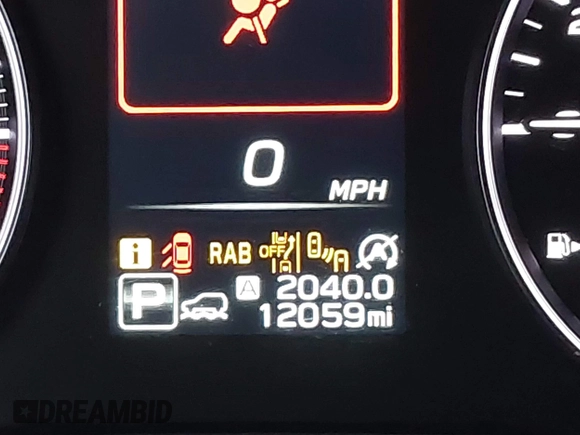 0
MPH
i RAB OFF A
P A 2040.0
12059mi
DREAMBID